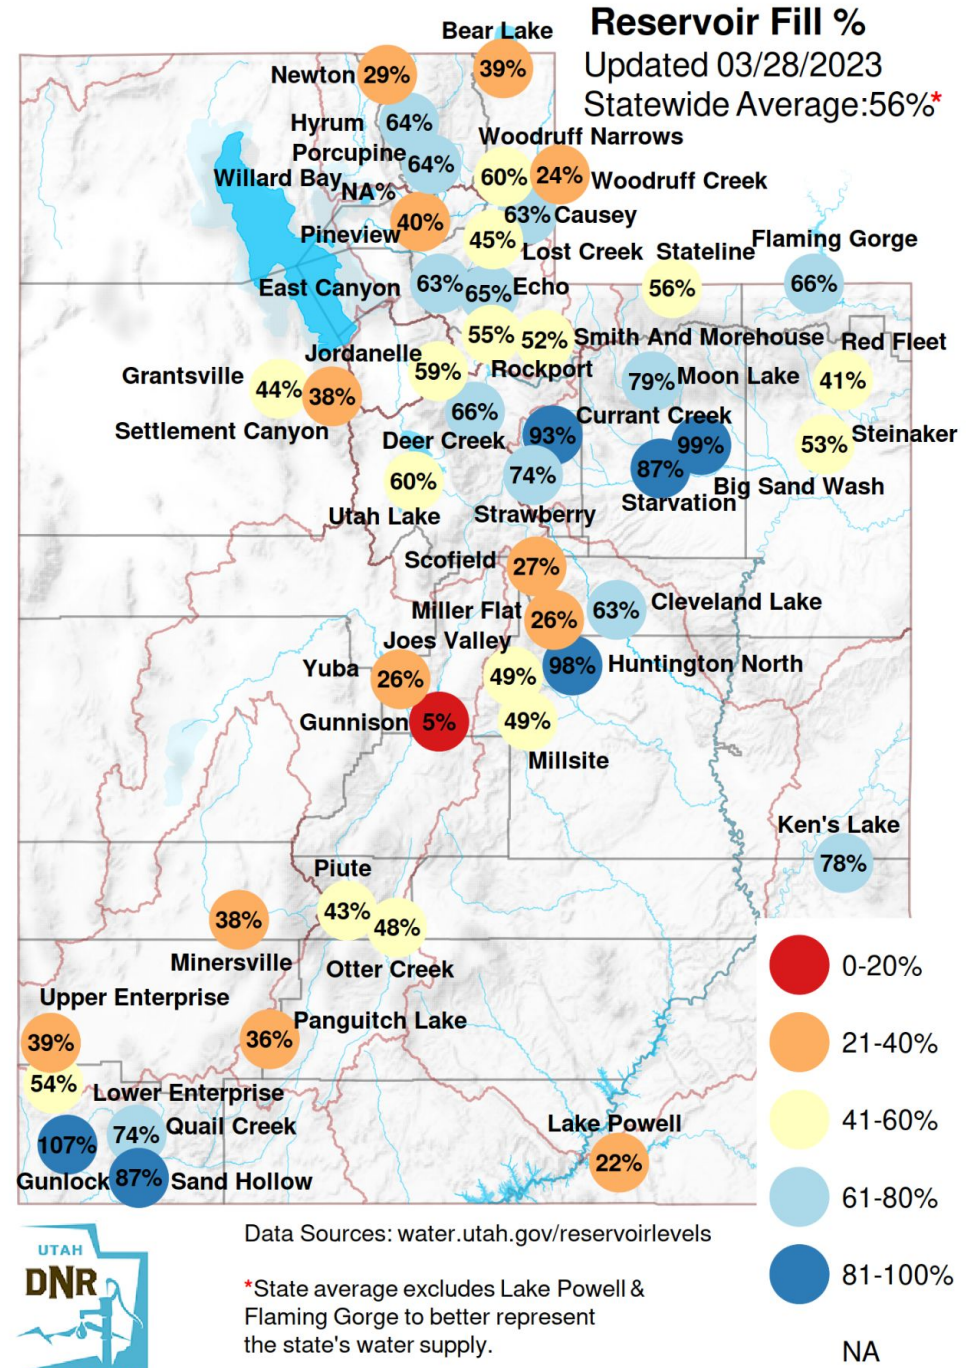 Reservoir Fill %
Updated 03/28/2023
Statewide Average:56%*
Bear Lake
39%
Newton 29%
Hyrum 64%
Porcupine 64%
Woodruff Narrows
60%
24% Woodruff Creek
Willard Bay NA%
63% Causey
Pineview 40%
45% Lost Creek
Stateline
56%
Flaming Gorge
66%
East Canyon 63%
65% Echo
55%
Rockport
52% Smith And Morehouse
Red Fleet
41%
Jordanelle
59%
Grantsville 44%
38%
Settlement Canyon
79% Moon Lake
66%
Deer Creek
Currant Creek
93%
99%
Big Sand Wash
87%
Starvation
53% Steinaker
60%
Utah Lake
74%
Strawberry
Scofield 27%
Miller Flat 26%
63% Cleveland Lake
Joes Valley
49%
98% Huntington North
Yuba 26%
Gunnison 5%
49%
Millsite
Ken's Lake
78%
Piute
43%
48%
Otter Creek
38%
Minersville
Upper Enterprise
39%
36% Panguitch Lake
54% Lower Enterprise
74% Quail Creek
107%
Gunlock
87% Sand Hollow
Lake Powell
22%
0-20%
21-40%
41-60%
61-80%
81-100%
NA
UTAH
DNR
Data Sources: water.utah.gov/reservoirlevels
*State average excludes Lake Powell &
Flaming Gorge to better represent
the state's water supply.